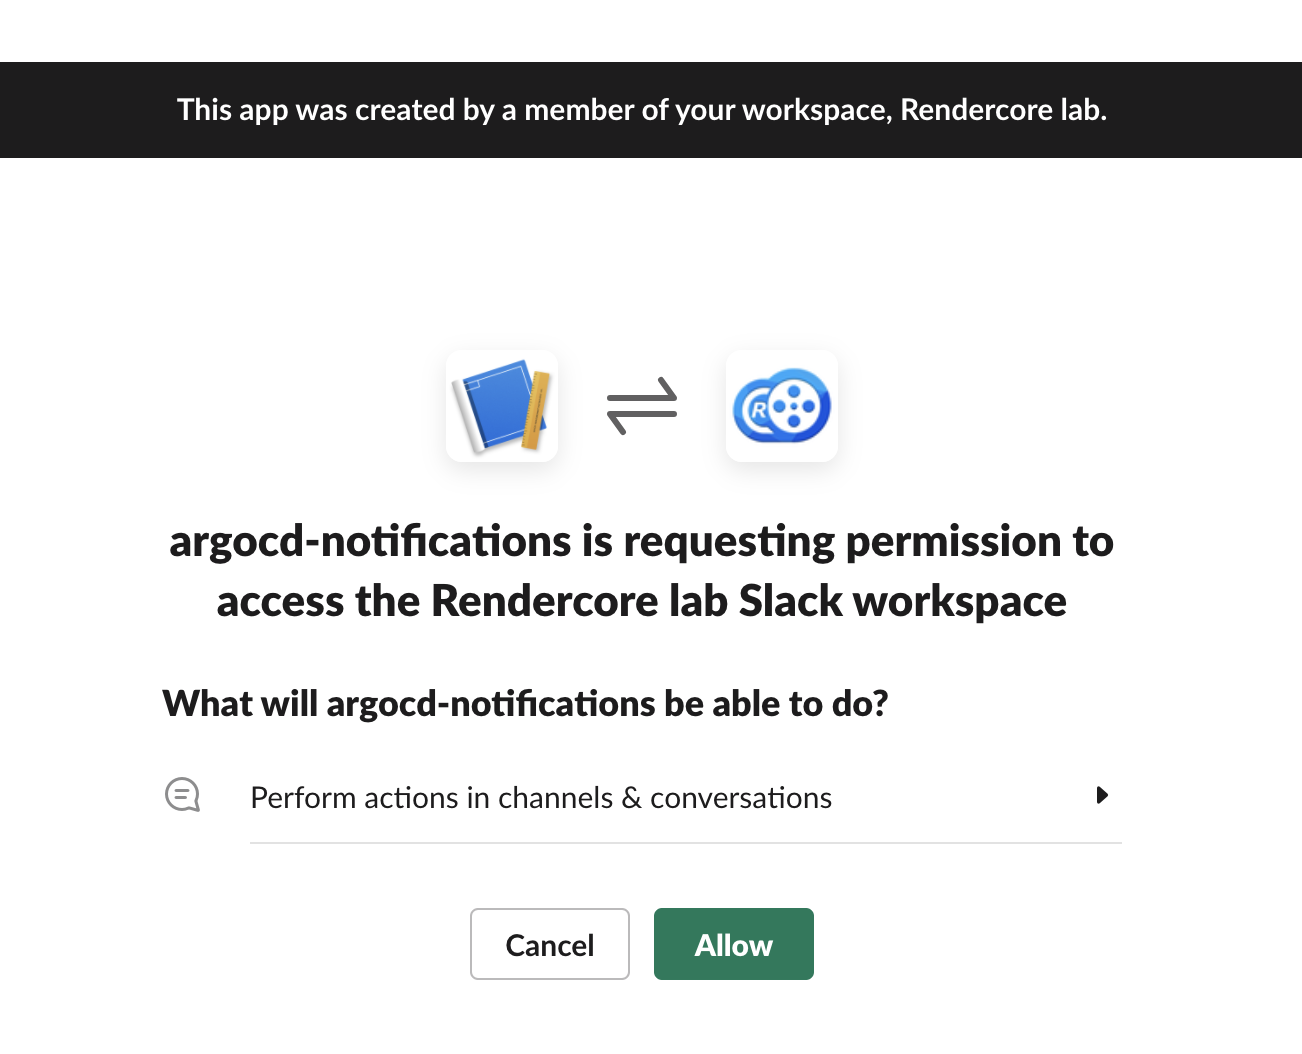 This app was created by a member of your workspace, Rendercore lab.
R
argocd-notifications is requesting permission to
access the Rendercore lab Slack workspace
What will argocd-notifications be able to do?
Perform actions in channels & conversations
Cancel
Allow